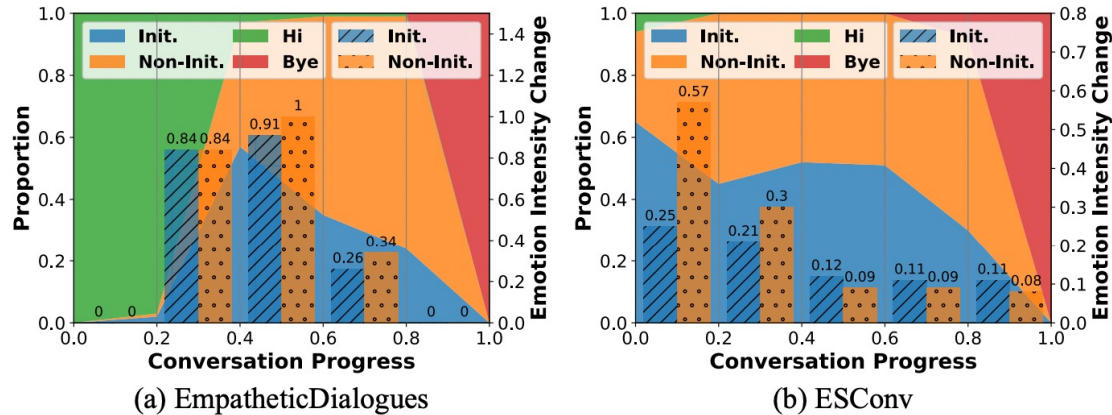 Init.
Hi
Init.
Non-Init.
Bye
Non-Init.
1.0
0.8
0.6
0.4
0.2
0.0
Proportion
0 0 0.84 0.84 0.91 1 0.26 0.34 0 0
1.4
1.2
1.0
0.8
0.6
0.4
0.2
0.0
Emotion Intensity Change
0.0 0.2 0.4 0.6 0.8 1.0
Conversation Progress
(a) EmpatheticDialogues
Init.
Hi
Init.
Non-Init.
Bye
Non-Init.
1.0
0.8
0.6
0.4
0.2
0.0
Proportion
0.25 0.57 0.21 0.3 0.12 0.09 0.11 0.09 0.11 0.08
0.8
0.7
0.6
0.5
0.4
0.3
0.2
0.1
0.0
Emotion Intensity Change
0.0 0.2 0.4 0.6 0.8 1.0
Conversation Progress
(b) ESConv